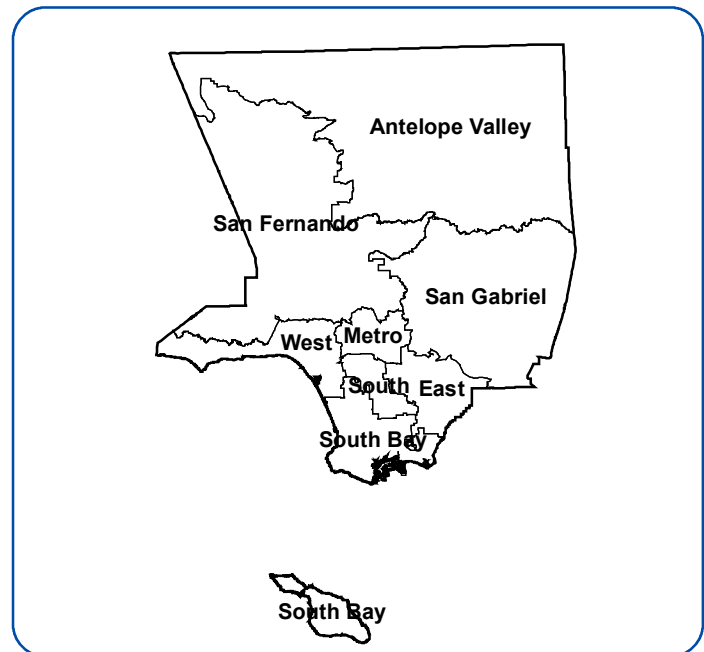 Antelope Valley
San Fernando
San Gabriel
West
Metro
South
East
South Bay
South Bay